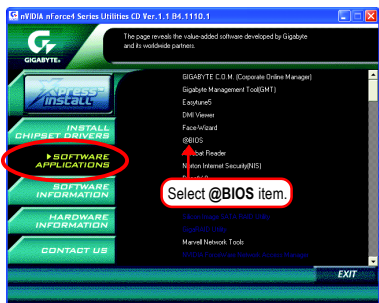 nVIDIA nForce4 Series Utilities CD Ver.1.1 B4.1110.1
GIGABYTE
The page reveals the value-added software developed by Gigabyte
and its worldwide partners.
Xpress™
INSTALL
INSTALL
CHIPSET DRIVERS
SOFTWARE
APPLICATIONS
SOFTWARE
INFORMATION
HARDWARE
INFORMATION
CONTACT US
GIGABYTE C.O.M. (Corporate Online Manager)
Gigabyte Management Tool(GMT)
Easytune5
DMI Viewer
Face-Wizard
@BIOS
Reader
Norton Internet Security(NIS)
Select @BIOS item.
Marvell Network Tools
EXIT